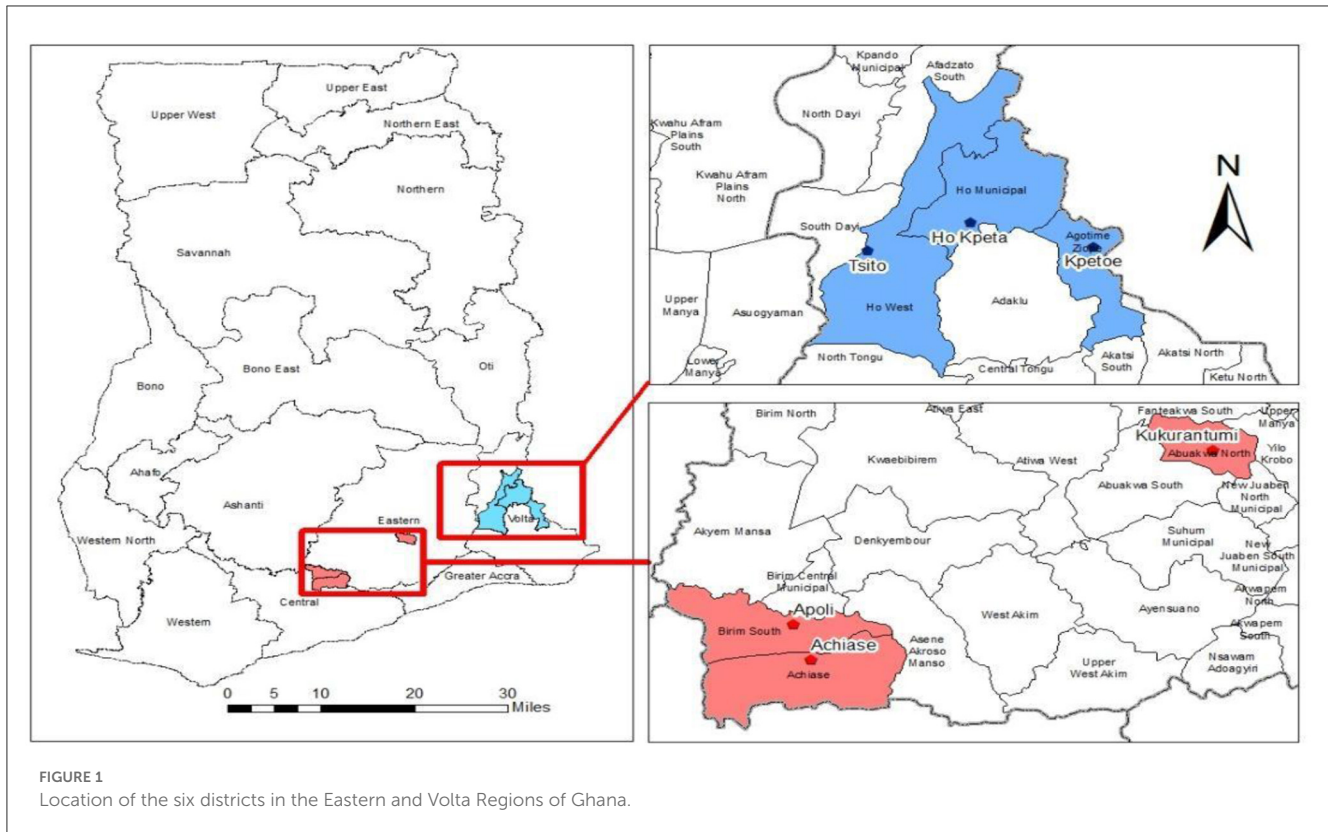 Upper West
Upper East
Northern East
Northern
Savannah
Bono East
Oti
Bono
Ahafo
Ashanti
Eastern
Volta
Western North
Greater Accra
Central
Western
0 5 10 20 30
Miles
Kpando
Municipal
Afadzato
South
North Dayi
Kwahu Afram
Plains
South
Kwahu Afram
Plains
North
Ho Municipal
N
South Dayi
Ho Kpeta
Agotime
Tsito
Kpetoe
Upper
Manya
Asuogyaman
Ho West
Adaklu
Lower
Manya
North Tongu
Central Tongu
Akatsi
South
Akatsi North
Ketu North
Birim North
Atiwa East
Fanteakwa South
Upper
Manya
Kukurantumi
Abuakwa North
Yilo
Krobo
Kwaebibirem
Atiwa West
Abuakwa South
New Juaben
North
Municipal
Akyem Mansa
Denkyembour
Suhum
Municipal
New
Juaben South
Municipal
Birim Central
Municipal
Apoli
West Akim
Ayensuano
Akwapem
North
Birim South
Achiase
Asene
Akroso
Manso
Akwapem
South
Achiase
Upper
West Akim
Nsawam
Adoagyiri
FIGURE 1
Location of the six districts in the Eastern and Volta Regions of Ghana.